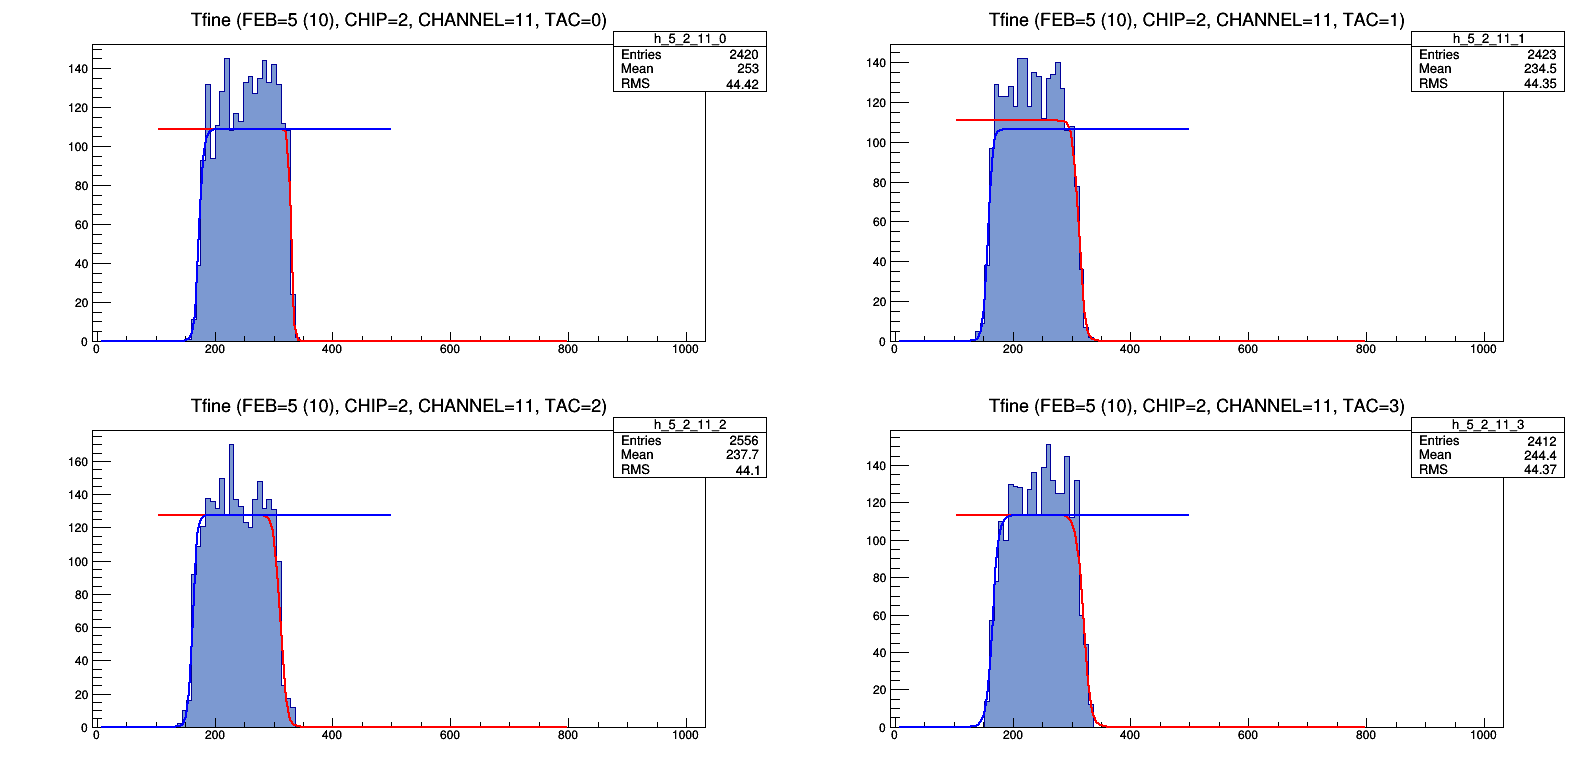 Tfine (FEB=5 (10), CHIP=2, CHANNEL=11, TAC=0)
h_5_2_11_0
Entries 2420
Mean 253
RMS 44.42
140
120
100
80
60
40
20
0
0 200 400 600 800 1000
Tfine (FEB=5 (10), CHIP=2, CHANNEL=11, TAC=1)
h_5_2_11_1
Entries 2423
Mean 234.5
RMS 44.35
140
120
100
80
60
40
20
0
0 200 400 600 800 1000
Tfine (FEB=5 (10), CHIP=2, CHANNEL=11, TAC=2)
h_5_2_11_2
Entries 2556
Mean 237.7
RMS 44.1
160
140
120
100
80
60
40
20
0
0 200 400 600 800 1000
Tfine (FEB=5 (10), CHIP=2, CHANNEL=11, TAC=3)
h_5_2_11_3
Entries 2412
Mean 244.4
RMS 44.37
140
120
100
80
60
40
20
0
0 200 400 600 800 1000